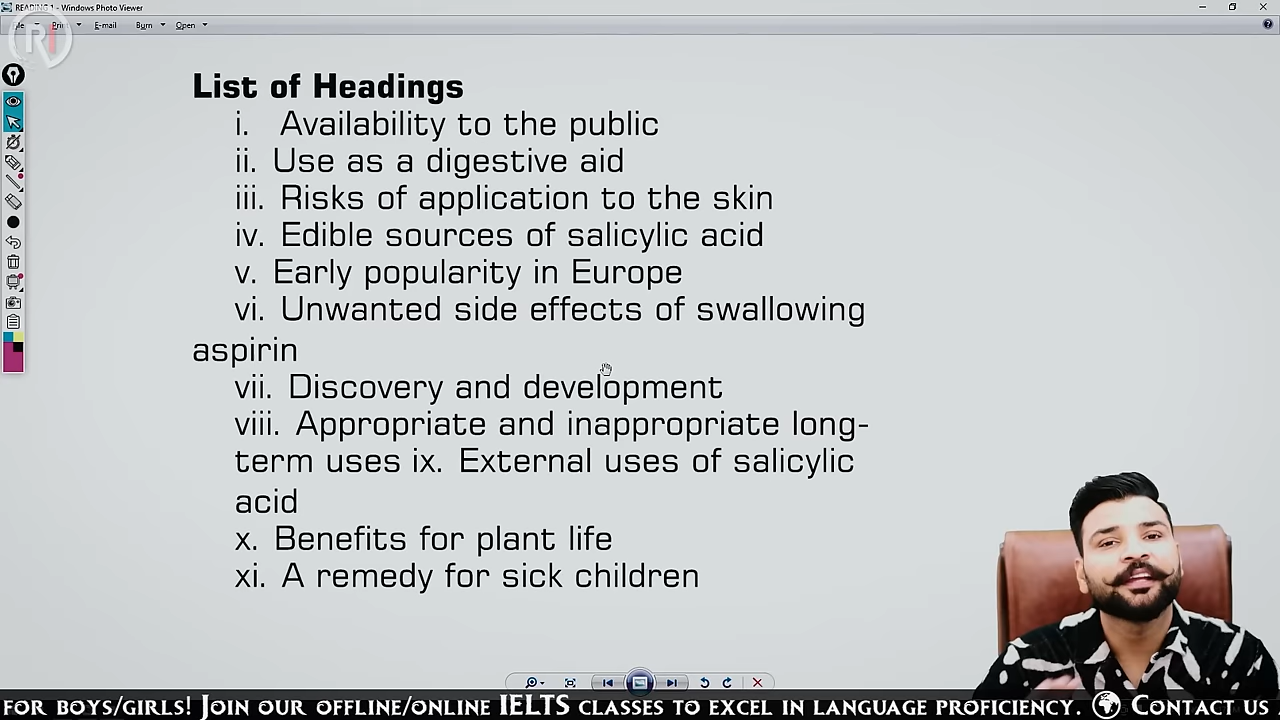 READING 1 - Windows Photo Viewer
Print
E-mail
Burn
Open
RI
List of Headings
i. Availability to the public
ii. Use as a digestive aid
iii. Risks of application to the skin
iv. Edible sources of salicylic acid
v. Early popularity in Europe
vi. Unwanted side effects of swallowing
aspirin
vii. Discovery and development
viii. Appropriate and inappropriate long-
term uses ix. External uses of salicylic
acid
x. Benefits for plant life
xi. A remedy for sick children
FOR BOYS/GIRLS! JOIN OUR OFFLINE/ONLINE IELTS CLASSES TO EXCEL IN LANGUAGE PROFICIENCY. CONTACT US